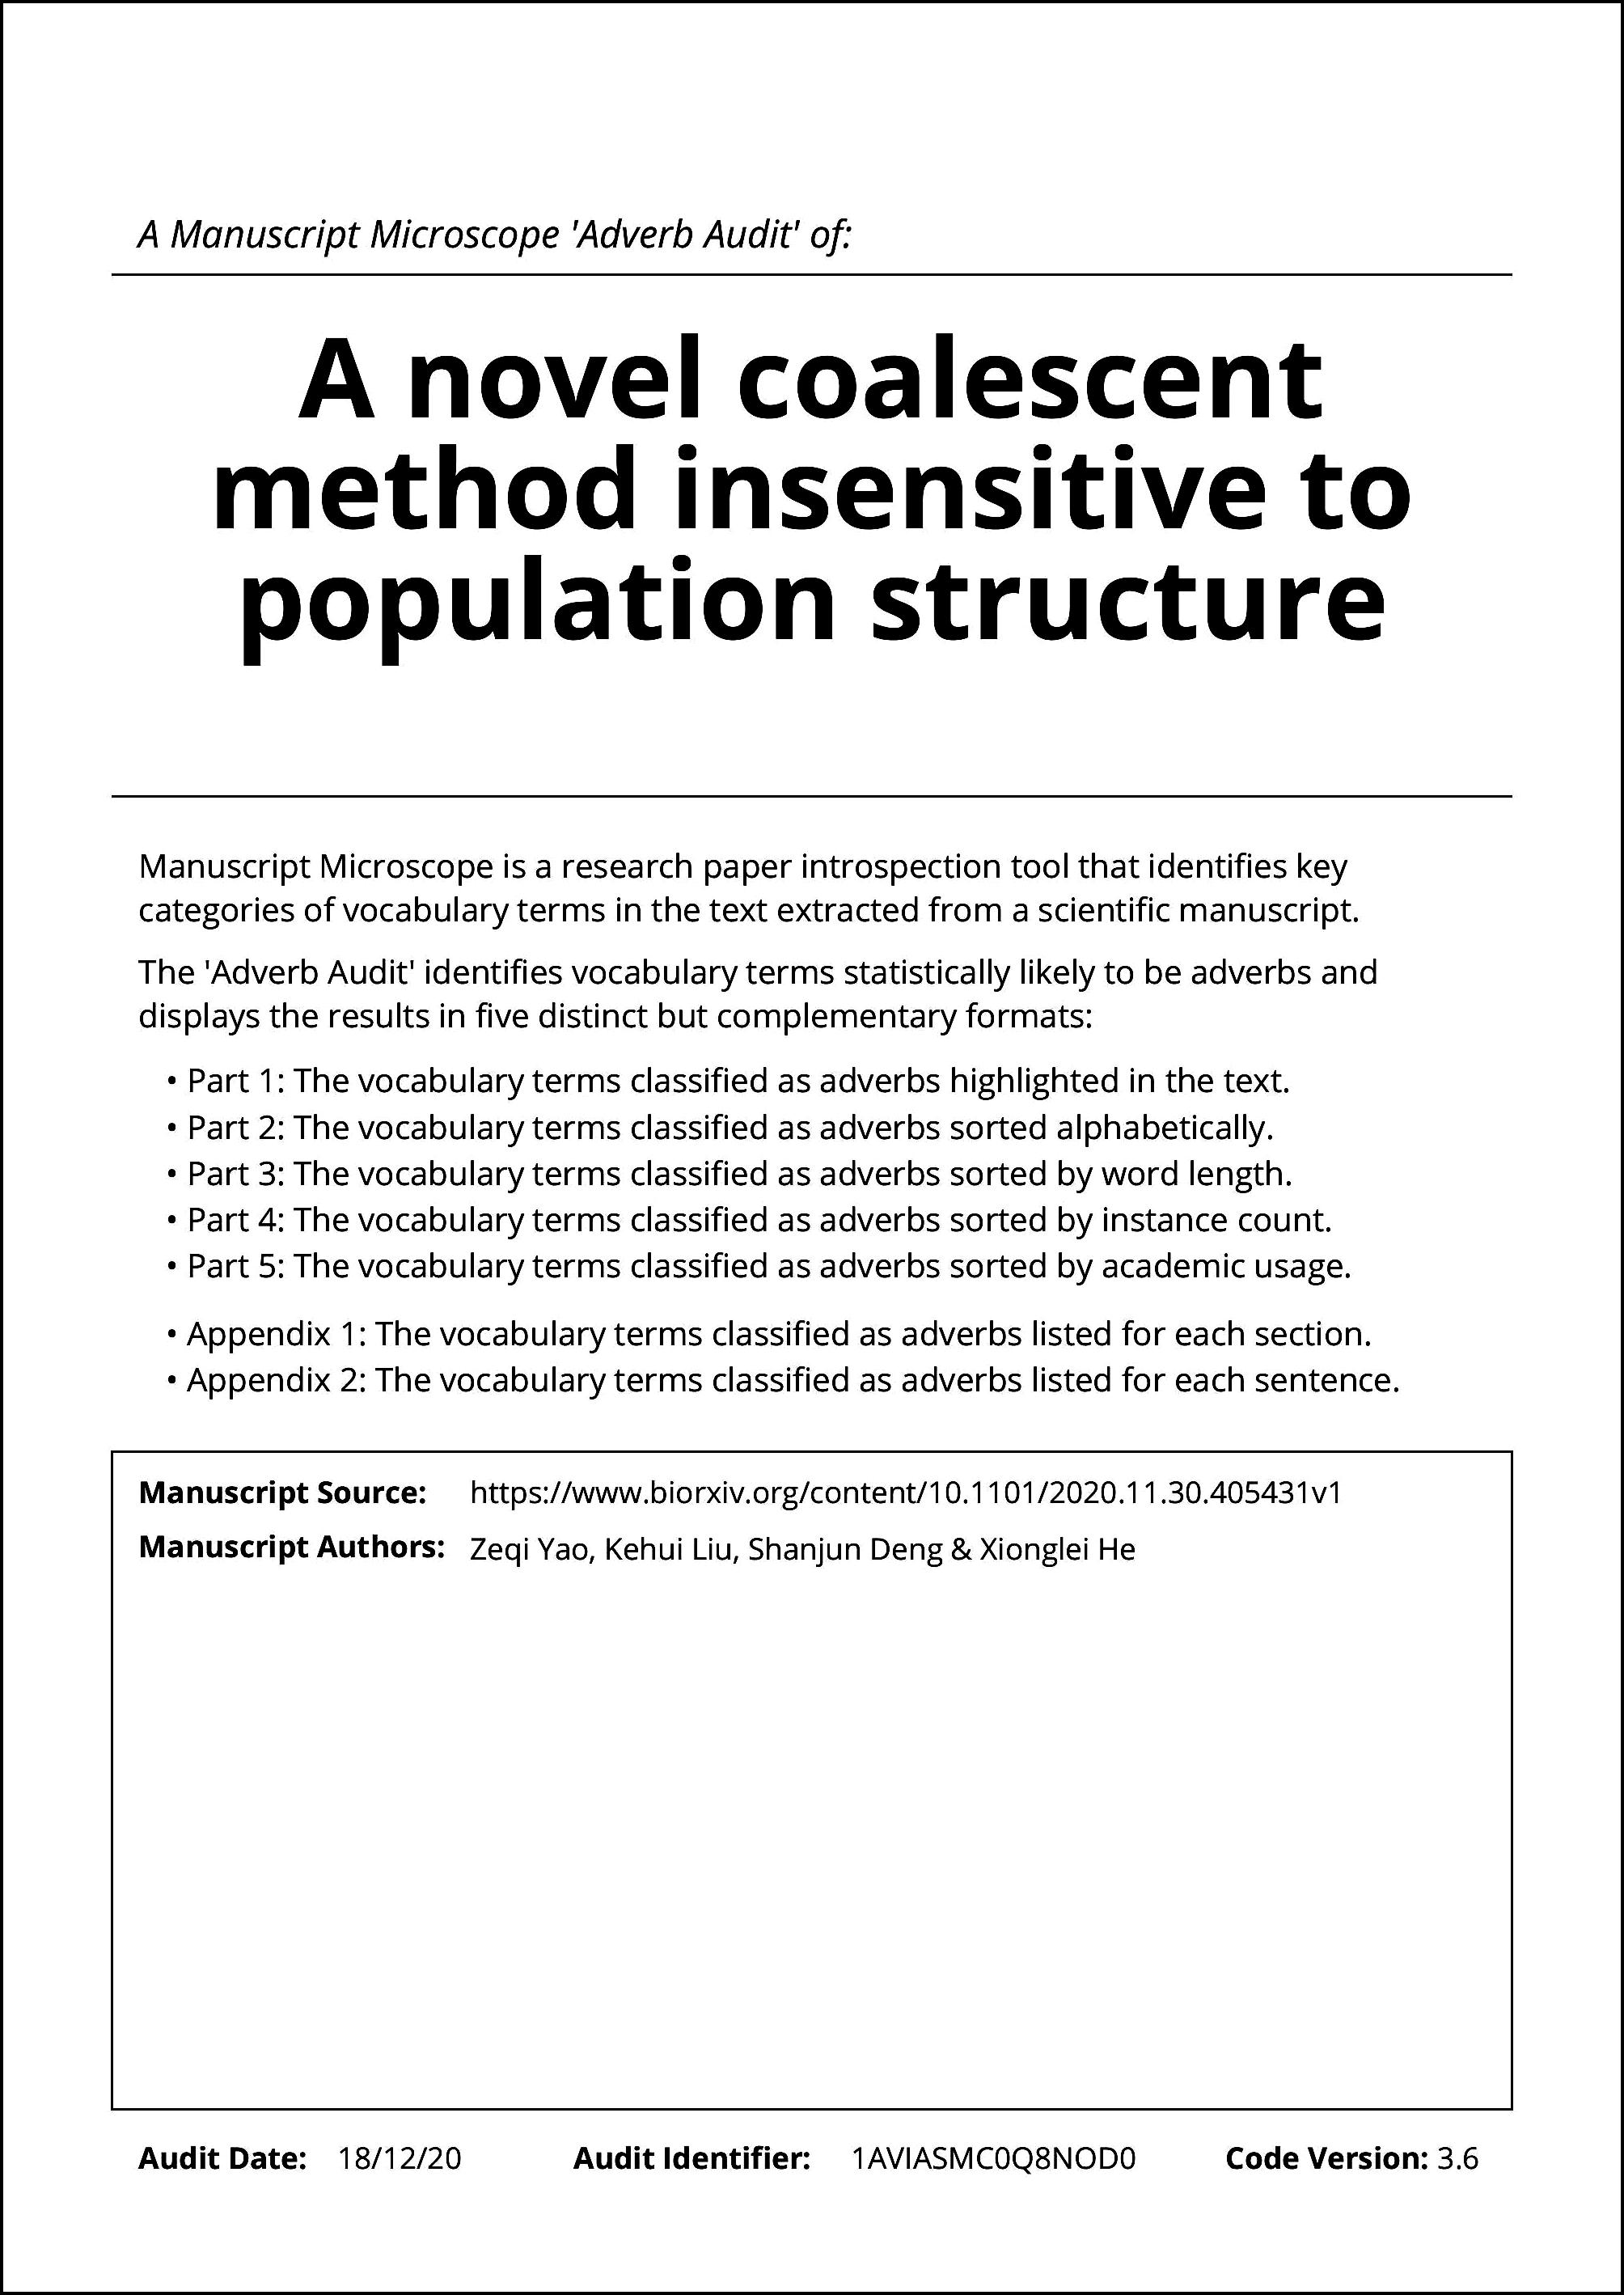 A Manuscript Microscope 'Adverb Audit' of:
A novel coalescent
method insensitive to
population structure
Manuscript Microscope is a research paper introspection tool that identifies key
categories of vocabulary terms in the text extracted from a scientific manuscript.
The 'Adverb Audit' identifies vocabulary terms statistically likely to be adverbs and
displays the results in five distinct but complementary formats:
• Part 1: The vocabulary terms classified as adverbs highlighted in the text.
• Part 2: The vocabulary terms classified as adverbs sorted alphabetically.
• Part 3: The vocabulary terms classified as adverbs sorted by word length.
• Part 4: The vocabulary terms classified as adverbs sorted by instance count.
• Part 5: The vocabulary terms classified as adverbs sorted by academic usage.
• Appendix 1: The vocabulary terms classified as adverbs listed for each section.
• Appendix 2: The vocabulary terms classified as adverbs listed for each sentence.
Manuscript Source: https://www.biorxiv.org/content/10.1101/2020.11.30.405431v1
Manuscript Authors: Zeqi Yao, Kehui Liu, Shanjun Deng & Xionglei He
Audit Date: 18/12/20 Audit Identifier: 1AVIASMC0Q8NOD0 Code Version: 3.6